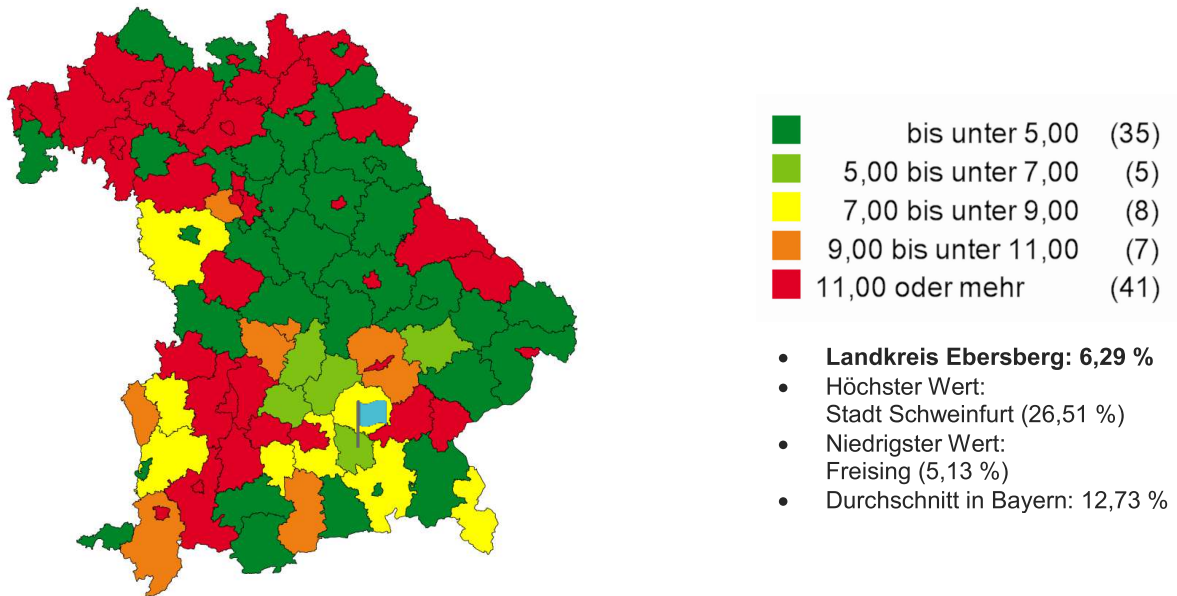 bis unter 5,00 (35)
5,00 bis unter 7,00 (5)
7,00 bis unter 9,00 (8)
9,00 bis unter 11,00 (7)
11,00 oder mehr (41)
• Landkreis Ebersberg: 6,29 %
• Höchster Wert:
Stadt Schweinfurt (26,51 %)
• Niedrigster Wert:
Freising (5,13 %)
• Durchschnitt in Bayern: 12,73 %